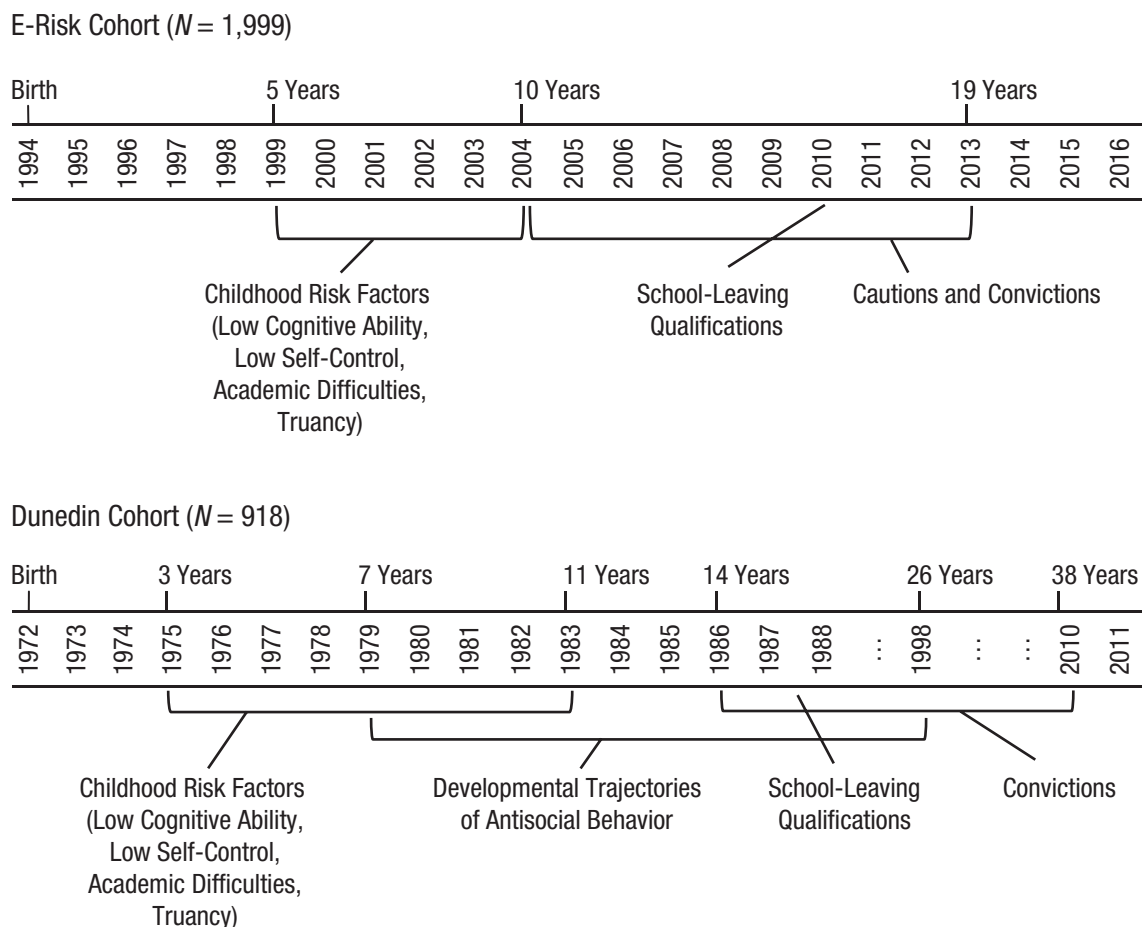 E-Risk Cohort (N = 1,999)
Birth 5 Years 10 Years 19 Years
1994 1995 1996 1997 1998 1999 2000 2001 2002 2003 2004 2005 2006 2007 2008 2009 2010 2011 2012 2013 2014 2015 2016
Childhood Risk Factors
(Low Cognitive Ability,
Low Self-Control,
Academic Difficulties,
Truancy)
School-Leaving
Qualifications
Cautions and Convictions
Dunedin Cohort (N = 918)
Birth 3 Years 7 Years 11 Years 14 Years 26 Years 38 Years
1972 1973 1974 1975 1976 1977 1978 1979 1980 1981 1982 1983 1984 1985 1986 1987 1988 ... 1998 ... ... 2010 2011
Childhood Risk Factors
(Low Cognitive Ability,
Low Self-Control,
Academic Difficulties,
Truancy)
Developmental Trajectories
of Antisocial Behavior
School-Leaving
Qualifications
Convictions